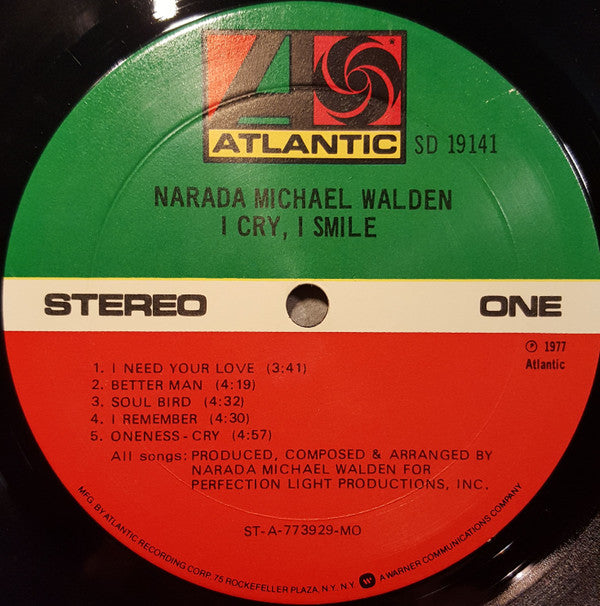 A
ATLANTIC SD 19141
NARADA MICHAEL WALDEN
I CRY, I SMILE
STEREO ONE
℗ 1977
Atlantic
1. I NEED YOUR LOVE (3:41)
2. BETTER MAN (4:19)
3. SOUL BIRD (4:32)
4. I REMEMBER (4:30)
5. ONENESS-CRY (4:57)
All songs: PRODUCED, COMPOSED & ARRANGED BY
NARADA MICHAEL WALDEN FOR
PERFECTION LIGHT PRODUCTIONS, INC.
ST-A-773929-MO
MFG. BY ATLANTIC RECORDING CORP. 75 ROCKEFELLER PLAZA, N.Y. N.Y. W A WARNER COMMUNICATIONS COMPANY